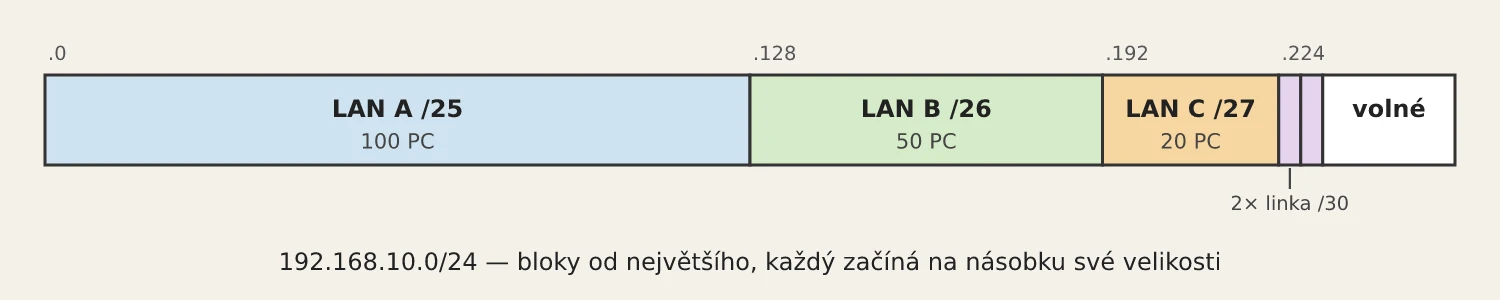 .0 .128 .192 .224
LAN A /25 LAN B /26 LAN C /27 volné
100 PC 50 PC 20 PC
2× linka /30
192.168.10.0/24 — bloky od největšího, každý začíná na násobku své velikosti